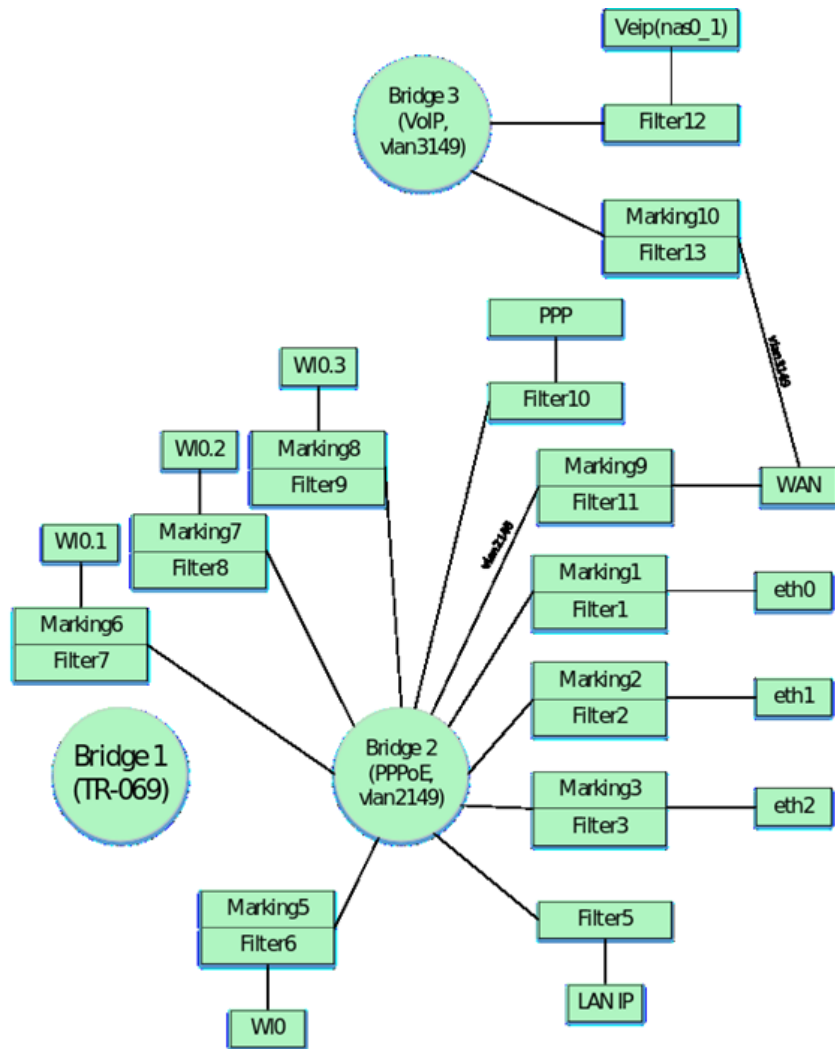 Veip(nas0_1)
Bridge 3
(VoIP,
vlan3149)
Filter12
Marking10
Filter13
vlan3149
PPP
Filter10
Wl0.3
Marking8
Filter9
Wl0.2
Marking7
Filter8
Marking9
Filter11
WAN
vlan2149
Wl0.1
Marking6
Filter7
Marking1
Filter1
eth0
Marking2
Filter2
eth1
Bridge 1
(TR-069)
Bridge 2
(PPPoE,
vlan2149)
Marking3
Filter3
eth2
Marking5
Filter6
Wl0
Filter5
LAN IP